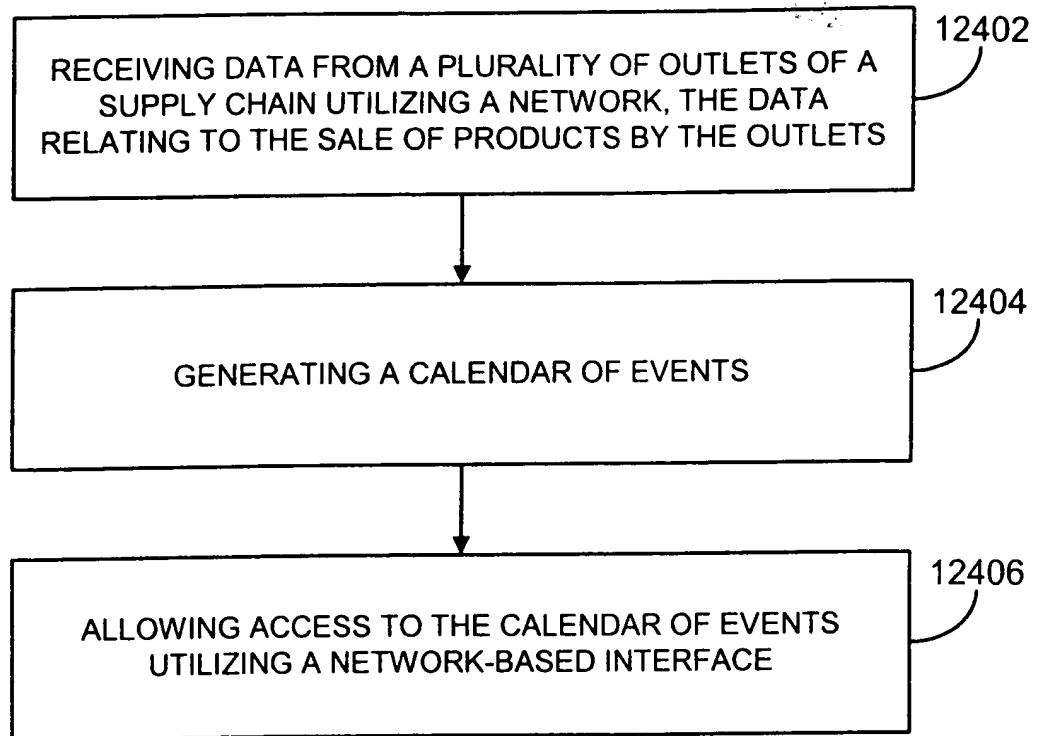 12402
RECEIVING DATA FROM A PLURALITY OF OUTLETS OF A
SUPPLY CHAIN UTILIZING A NETWORK, THE DATA
RELATING TO THE SALE OF PRODUCTS BY THE OUTLETS
12404
GENERATING A CALENDAR OF EVENTS
12406
ALLOWING ACCESS TO THE CALENDAR OF EVENTS
UTILIZING A NETWORK-BASED INTERFACE